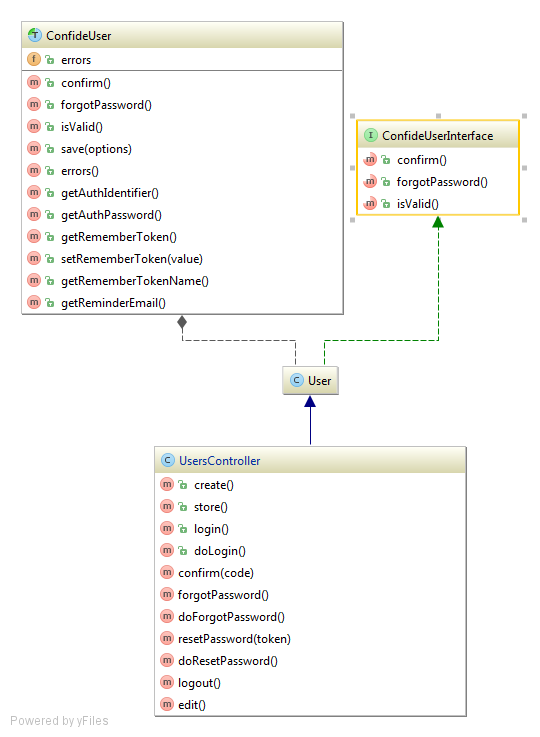 ConfideUser
errors
confirm()
forgotPassword()
isValid()
save(options)
errors()
getAuthIdentifier()
getAuthPassword()
getRememberToken()
setRememberToken(value)
getRememberTokenName()
getReminderEmail()
ConfideUserInterface
confirm()
forgotPassword()
isValid()
User
UsersController
create()
store()
login()
doLogin()
confirm(code)
forgotPassword()
doForgotPassword()
resetPassword(token)
doResetPassword()
logout()
edit()
Powered by yFiles